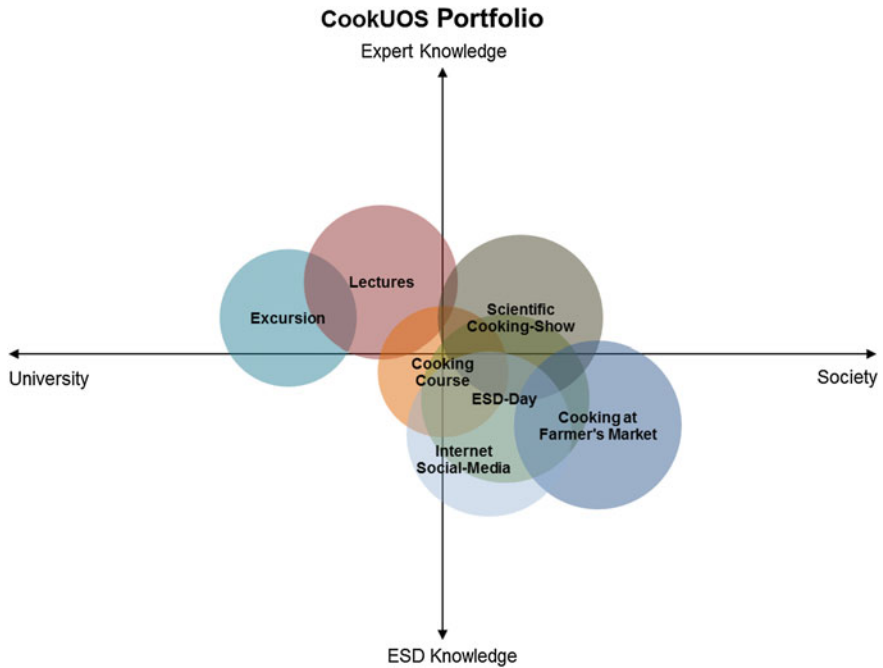 CookUOS Portfolio
Expert Knowledge
Lectures
Excursion
Scientific
Cooking-Show
University
Society
Cooking
Course
ESD-Day
Cooking at
Farmer's Market
Internet
Social-Media
ESD Knowledge